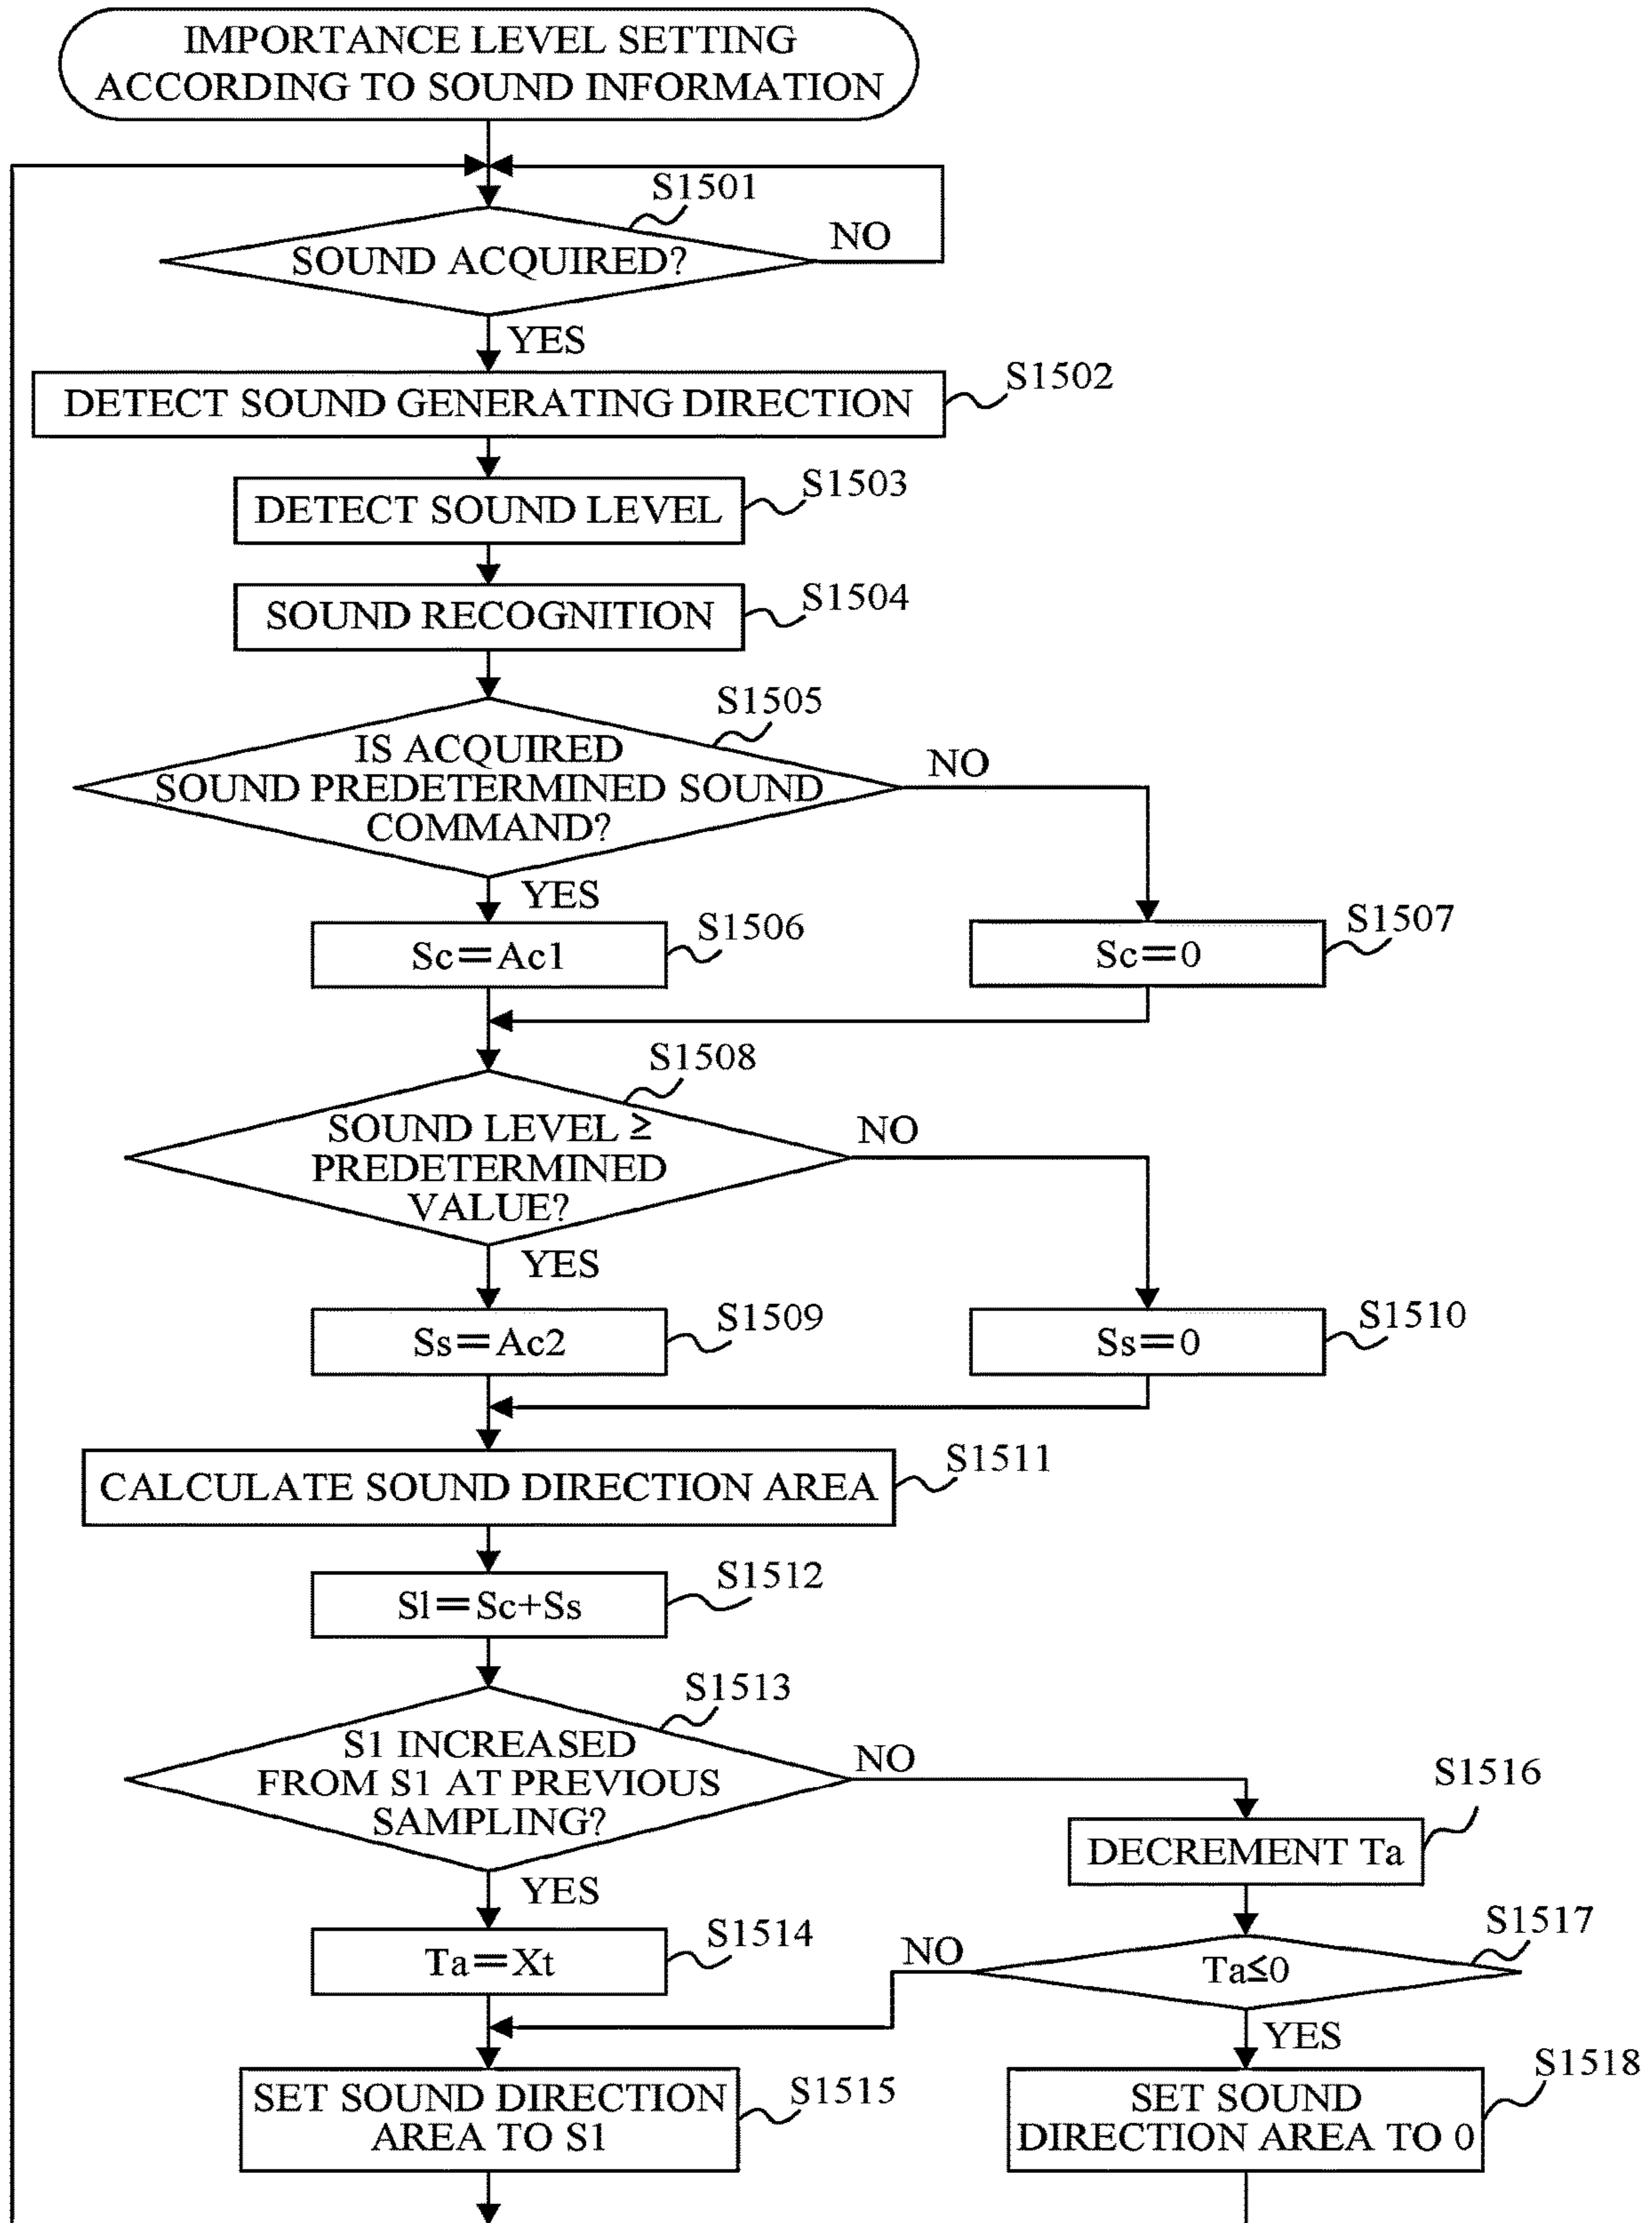 IMPORTANCE LEVEL SETTING
ACCORDING TO SOUND INFORMATION
S1501
SOUND ACQUIRED?
NO
YES
S1502
DETECT SOUND GENERATING DIRECTION
S1503
DETECT SOUND LEVEL
S1504
SOUND RECOGNITION
S1505
IS ACQUIRED
SOUND PREDETERMINED SOUND
COMMAND?
NO
YES
S1506
Sc=Ac1
S1507
Sc=0
S1508
SOUND LEVEL ≥
PREDETERMINED
VALUE?
NO
YES
S1509
Ss=Ac2
S1510
Ss=0
S1511
CALCULATE SOUND DIRECTION AREA
S1512
Sl=Sc+Ss
S1513
S1 INCREASED
FROM S1 AT PREVIOUS
SAMPLING?
NO
YES
S1516
DECREMENT Ta
S1514
Ta=Xt
S1517
Ta≤0
NO
YES
S1515
SET SOUND DIRECTION
AREA TO S1
S1518
SET SOUND
DIRECTION AREA TO 0